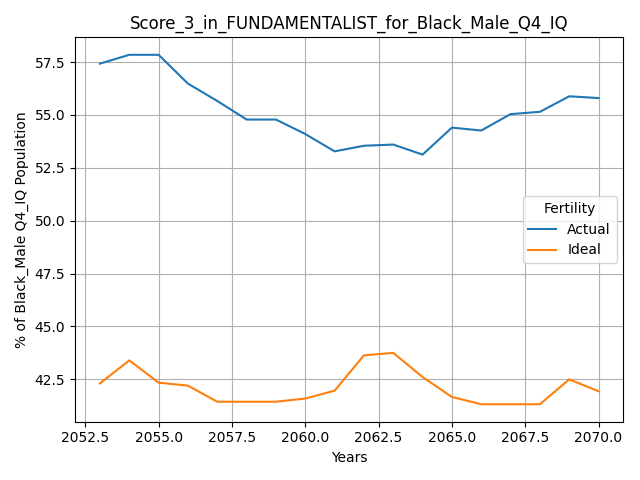 Score_3_in_FUNDAMENTALIST_for_Black_Male_Q4_IQ
% of Black_Male Q4_IQ Population
57.5
55.0
52.5
50.0
47.5
45.0
42.5
Fertility
Actual
Ideal
2052.5 2055.0 2057.5 2060.0 2062.5 2065.0 2067.5 2070.0
Years